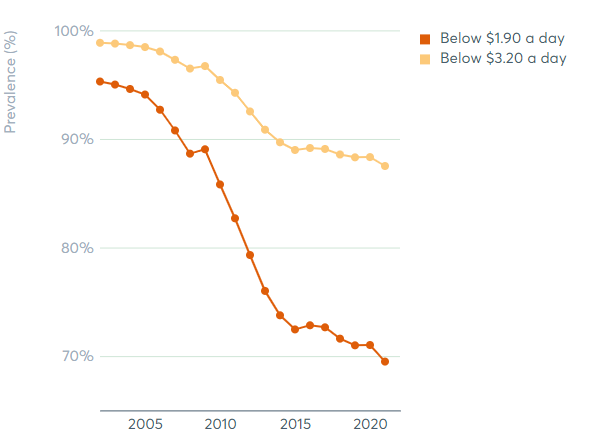 Prevalence (%)
100%
90%
80%
70%
2005 2010 2015 2020
Below $1.90 a day
Below $3.20 a day